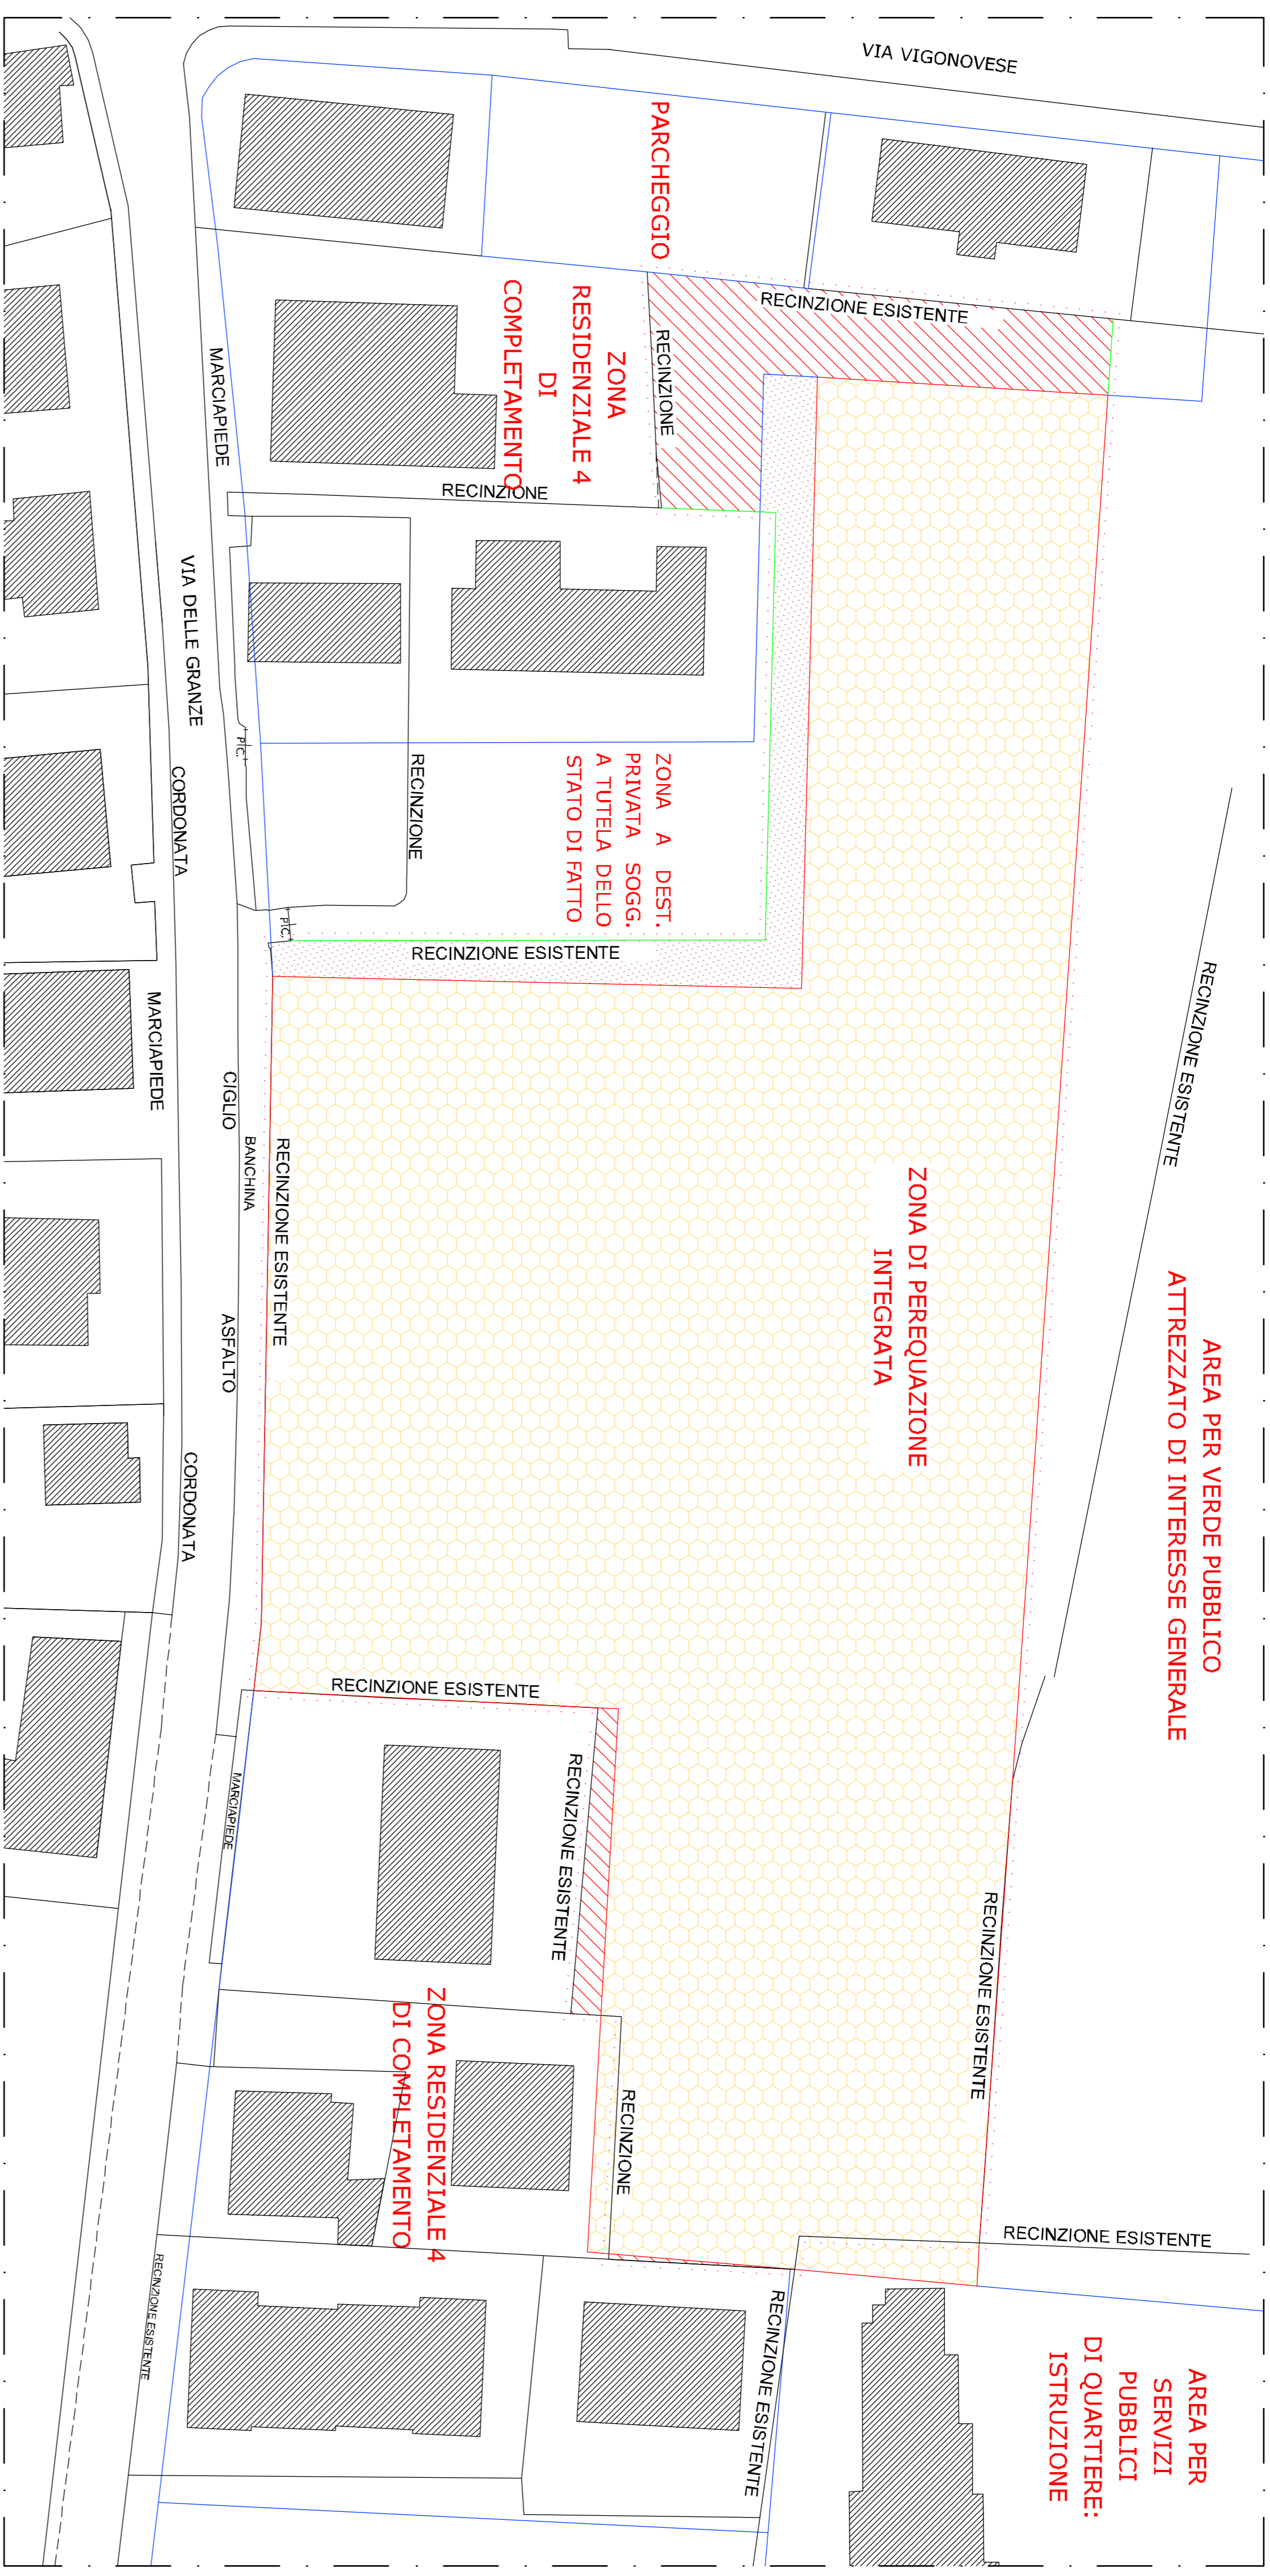 VIA VIGONOVESE
PARCHEGGIO
RECINZIONE ESISTENTE
RECINZIONE
ZONA
RESIDENZIALE 4
DI
COMPLETAMENTO
MARCIAPIEDE
RECINZIONE
VIA DELLE GRANZE
P.C.
RECINZIONE
ZONA A DEST.
PRIVATA SOGG.
A TUTELA DELLO
STATO DI FATTO
CORDONATA
P.C.
RECINZIONE ESISTENTE
RECINZIONE ESISTENTE
MARCIAPIEDE
CIGLIO
BANCHINA
RECINZIONE ESISTENTE
ZONA DI PEREQUAZIONE
INTEGRATA
AREA PER VERDE PUBBLICO
ATTREZZATO DI INTERESSE GENERALE
ASFALTO
CORDONATA
RECINZIONE ESISTENTE
RECINZIONE ESISTENTE
MARCIAPIEDE
RECINZIONE ESISTENTE
ZONA RESIDENZIALE 4
DI COMPLETAMENTO
RECINZIONE
RECINZIONE ESISTENTE
RECINZIONE ESISTENTE
RECINZIONE ESISTENTE
AREA PER
SERVIZI
PUBBLICI
DI QUARTIERE:
ISTRUZIONE